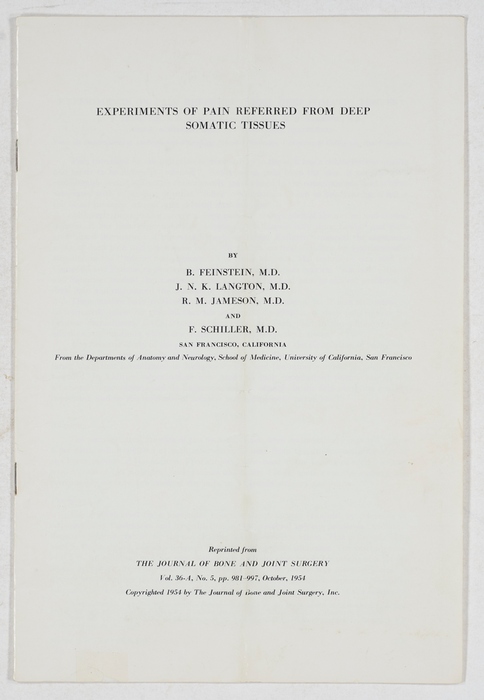 EXPERIMENTS OF PAIN REFERRED FROM DEEP
SOMATIC TISSUES
BY
B. FEINSTEIN, M.D.
J. N. K. LANGTON, M.D.
R. M. JAMESON, M.D.
AND
F. SCHILLER, M.D.
SAN FRANCISCO, CALIFORNIA
From the Departments of Anatomy and Neurology, School of Medicine, University of California, San Francisco
Reprinted from
THE JOURNAL OF BONE AND JOINT SURGERY
Vol. 36-A, No. 5, pp. 981-997, October, 1954
Copyrighted 1954 by The Journal of Bone and Joint Surgery, Inc.